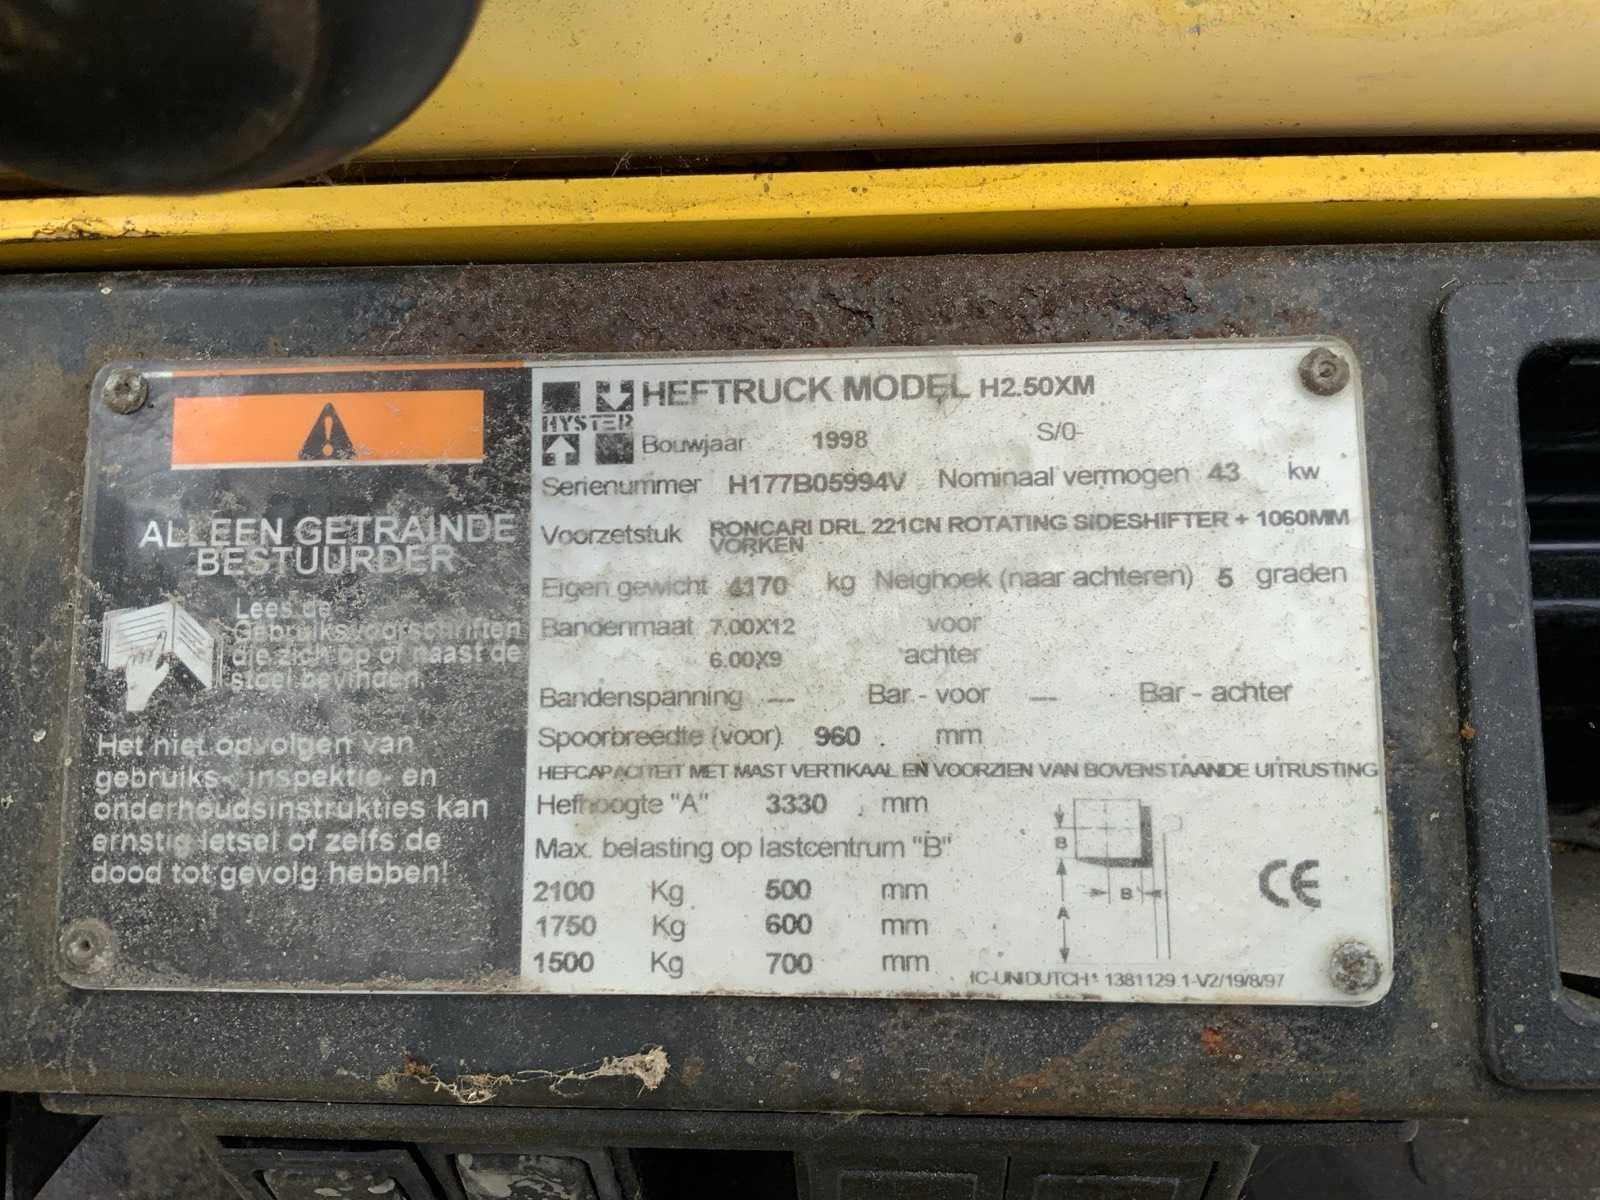 ALLEEN GETRAINDE
BESTUURDER
Lees de
Gebruiksvoorschriften
die zich op of naast de
stoel bevinden
Het niet opvolgen van
gebruiks-, inspektie- en
onderhoudsinstrukties kan
ernstig letsel of zelfs de
dood tot gevolg hebben!
HYSTER
HEFTRUCK MODEL H2.50XM
Bouwjaar 1998 S/0-
Serienummer H177B05994V Nominaal vermogen 43 kw
Voorzetstuk RONCARI DRL 221CN ROTATING SIDESHIFTER + 1060MM
VORKEN
Eigen gewicht 4170 kg Neighoek (naar achteren) 5 graden
Bandenmaat 7.00X12 voor
6.00X9 achter
Bandenspanning --- Bar - voor --- Bar - achter
Spoorbreedte (voor) 960 mm
HEFCAPACITEIT MET MAST VERTIKAAL EN VOORZIEN VAN BOVENSTAANDE UITRUSTING
Hefhoogte "A" 3330 mm
Max. belasting op lastcentrum "B"
2100 Kg 500 mm
1750 Kg 600 mm
1500 Kg 700 mm
B
B
A
CE
IC-UNIDUTCH* 1381129.1-V2/19/8/97